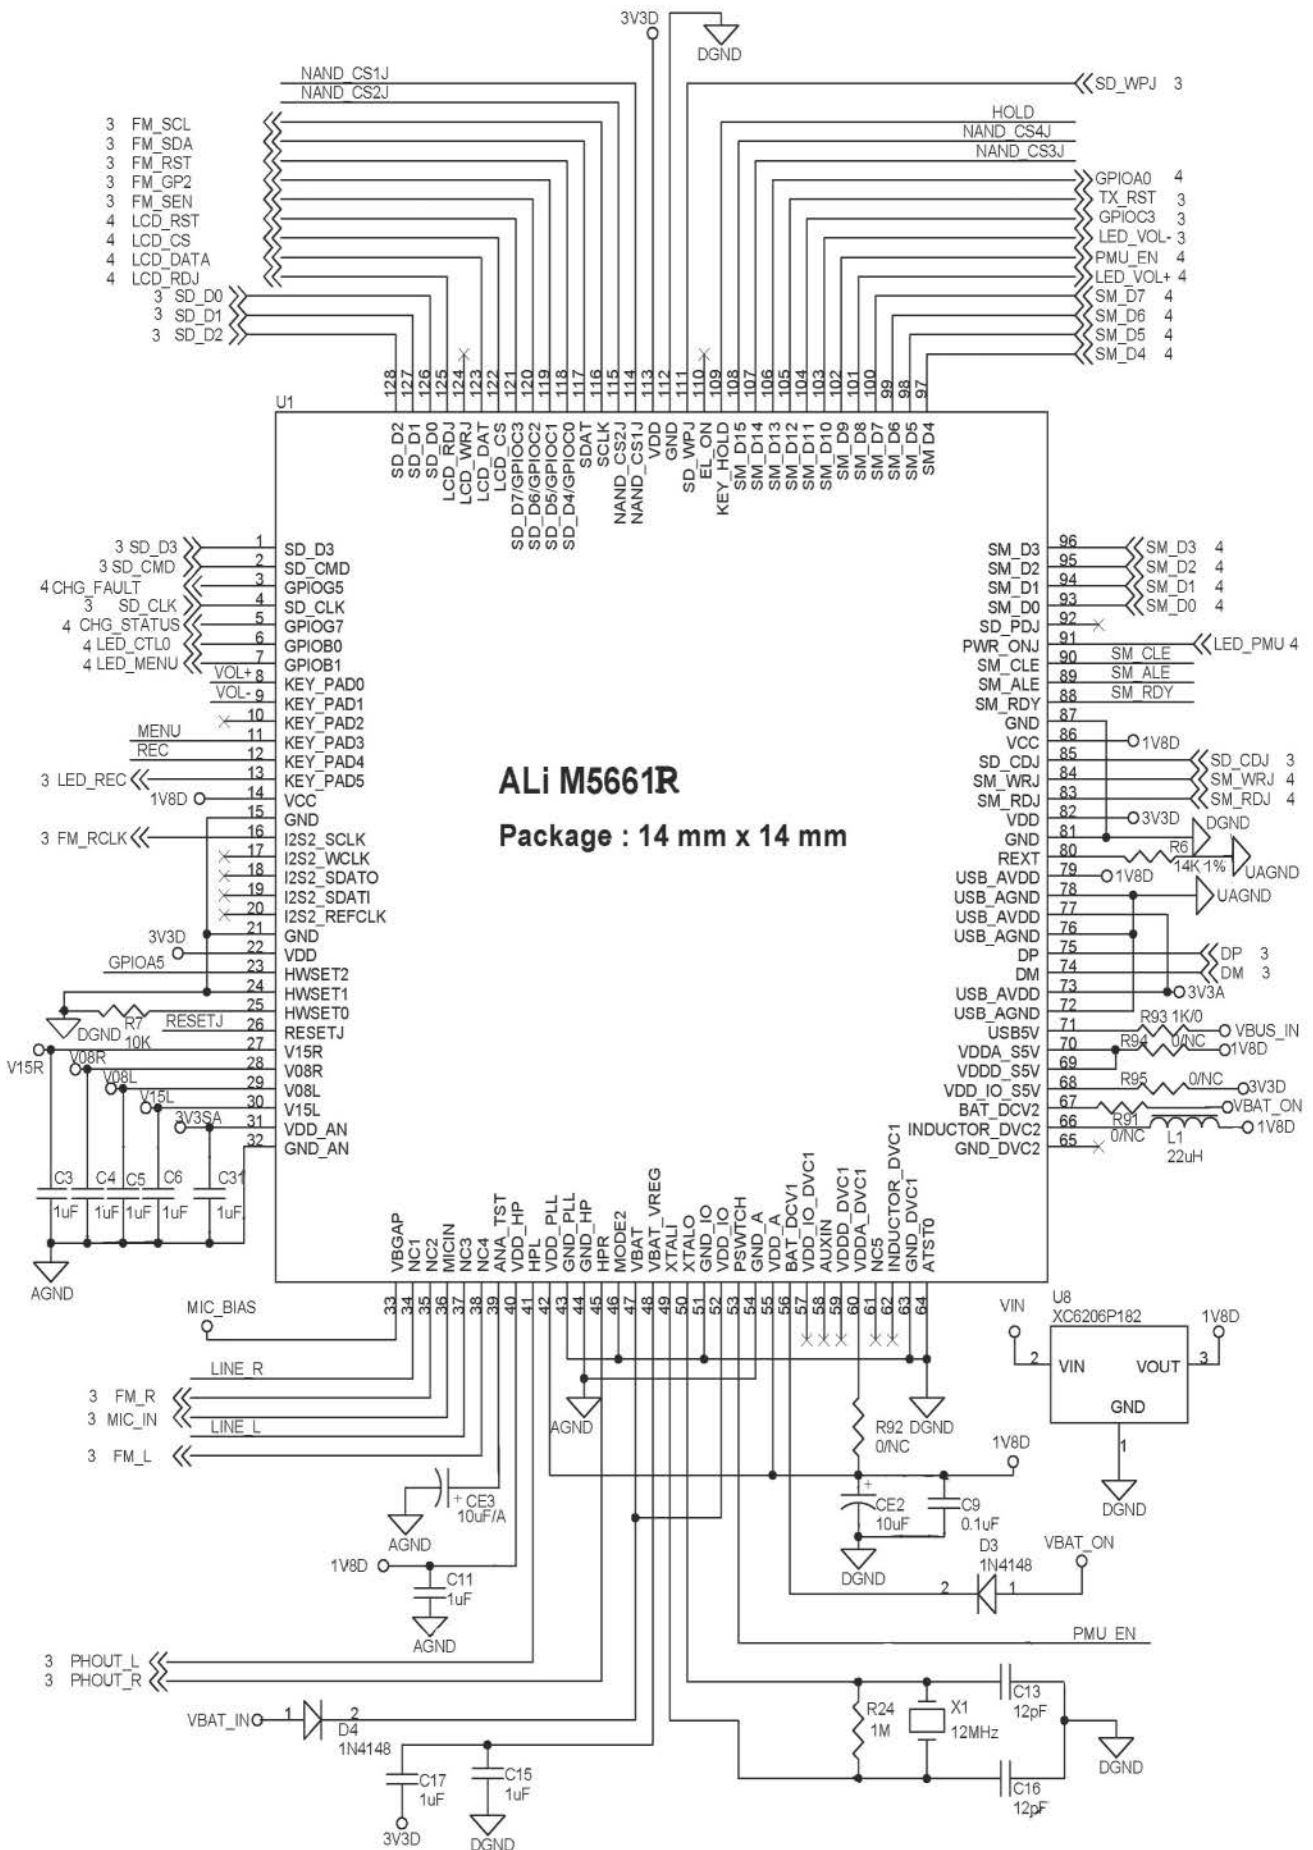 3V3D
DGND
NAND_CS1J
NAND_CS2J
SD_WPJ 3
HOLD
NAND_CS4J
NAND_CS3J
3 FM_SCL
3 FM_SDA
3 FM_RST
3 FM_GP2
3 FM_SEN
4 LCD_RST
4 LCD_CS
4 LCD_DATA
4 LCD_RDJ
3 SD_D0
3 SD_D1
3 SD_D2
GPIOA0 4
TX_RST 3
GPIOC3 3
LED_VOL- 3
PMU_EN 4
LED_VOL+ 4
SM_D7 4
SM_D6 4
SM_D5 4
SM_D4 4
U1
128 SD_D2
127 SD_D1
126 SD_D0
125 LCD_RDJ
124 LCD_WRJ
123 LCD_DAT
122 LCD_CS
121 SD_D7/GPIOC3
120 SD_D6/GPIOC2
119 SD_D5/GPIOC1
118 SD_D4/GPIOC0
117 SDAT
116 SCLK
115 NAND_CS2J
114 NAND_CS1J
113 VDD
112 GND
111 SD_WPJ
110 EL_ON
109 KEY_HOLD
108 SM_D15
107 SM_D14
106 SM_D13
105 SM_D12
104 SM_D11
103 SM_D10
102 SM_D9
101 SM_D8
100 SM_D7
99 SM_D6
98 SM_D5
97 SM D4
3 SD_D3 1 SD_D3
3 SD_CMD 2 SD_CMD
4 CHG_FAULT 3 GPIOG5
3 SD_CLK 4 SD_CLK
4 CHG_STATUS 5 GPIOG7
4 LED_CTL0 6 GPIOB0
4 LED_MENU 7 GPIOB1
VOL+ 8 KEY_PAD0
VOL- 9 KEY_PAD1
10 KEY_PAD2
MENU 11 KEY_PAD3
REC 12 KEY_PAD4
3 LED_REC 13 KEY_PAD5
1V8D 14 VCC
15 GND
3 FM_RCLK 16 I2S2_SCLK
17 I2S2_WCLK
18 I2S2_SDATO
19 I2S2_SDATI
20 I2S2_REFCLK
21 GND
3V3D 22 VDD
GPIOA5 23 HWSET2
24 HWSET1
25 HWSET0
DGND R7 10K
RESETJ 26 RESETJ
V15R 27 V15R
V08R 28 V08R
V08L 29 V08L
V15L 30 V15L
3V3SA 31 VDD_AN
32 GND_AN
C3 1uF
C4 1uF
C5 1uF
C6 1uF
C31 1uF
AGND
ALi M5661R
Package : 14 mm x 14 mm
SM_D3 96 SM_D3 4
SM_D2 95 SM_D2 4
SM_D1 94 SM_D1 4
SM_D0 93 SM_D0 4
SD_PDJ 92
PWR_ONJ 91 LED_PMU 4
SM_CLE 90 SM_CLE
SM_ALE 89 SM_ALE
SM_RDY 88 SM_RDY
GND 87
VCC 86 1V8D
SD_CDJ 85 SD_CDJ 3
SM_WRJ 84 SM_WRJ 4
SM_RDJ 83 SM_RDJ 4
VDD 82 3V3D
GND 81 DGND
REXT 80 R6 14K 1% UAGND
USB_AVDD 79 1V8D
USB_AGND 78 UAGND
USB_AVDD 77
USB_AGND 76
DP 75 DP 3
DM 74 DM 3
USB_AVDD 73 3V3A
USB_AGND 72
USB5V 71 R93 1K/0 VBUS_IN
VDDA_S5V 70 R94 0/NC 1V8D
VDDD_S5V 69
VDD_IO_S5V 68 R95 0/NC 3V3D
BAT_DCV2 67 R91 0/NC VBAT_ON
INDUCTOR_DVC2 66 L1 22uH 1V8D
GND_DVC2 65
VBGAP 33
NC1 34
NC2 35
MICIN 36
NC3 37
NC4 38
ANA_TST 39
VDD_HP 40
HPL 41
VDD_PLL 42
GND_PLL 43
GND_HP 44
HPR 45
MODE2 46
VBAT 47
VBAT_VREG 48
XTALI 49
XTALO 50
GND_IO 51
VDD_IO 52
PSWTCH 53
GND_A 54
VDD_A 55
BAT_DCV1 56
VDD_IO_DVC1 57
AUXIN 58
VDDD_DVC1 59
VDDA_DVC1 60
NC5 61
INDUCTOR_DVC1 62
GND_DVC1 63
ATST0 64
MIC_BIAS
LINE_R
3 FM_R
3 MIC_IN
LINE_L
3 FM_L
AGND
DGND
R92
0/NC
VIN
U8
XC6206P182
1V8D
2 VIN VOUT 3
GND
1
DGND
1V8D
+ CE3
10uF/A
AGND
+
CE2
10uF
C9
0.1uF
DGND
1V8D
C11
1uF
AGND
D3
1N4148
VBAT_ON
2 1
PMU_EN
3 PHOUT_L
3 PHOUT_R
VBAT_IN 1 2
D4
1N4148
R24
1M
X1
12MHz
C13
12pF
DGND
C16
12pF
C17
1uF
C15
1uF
3V3D
DGND